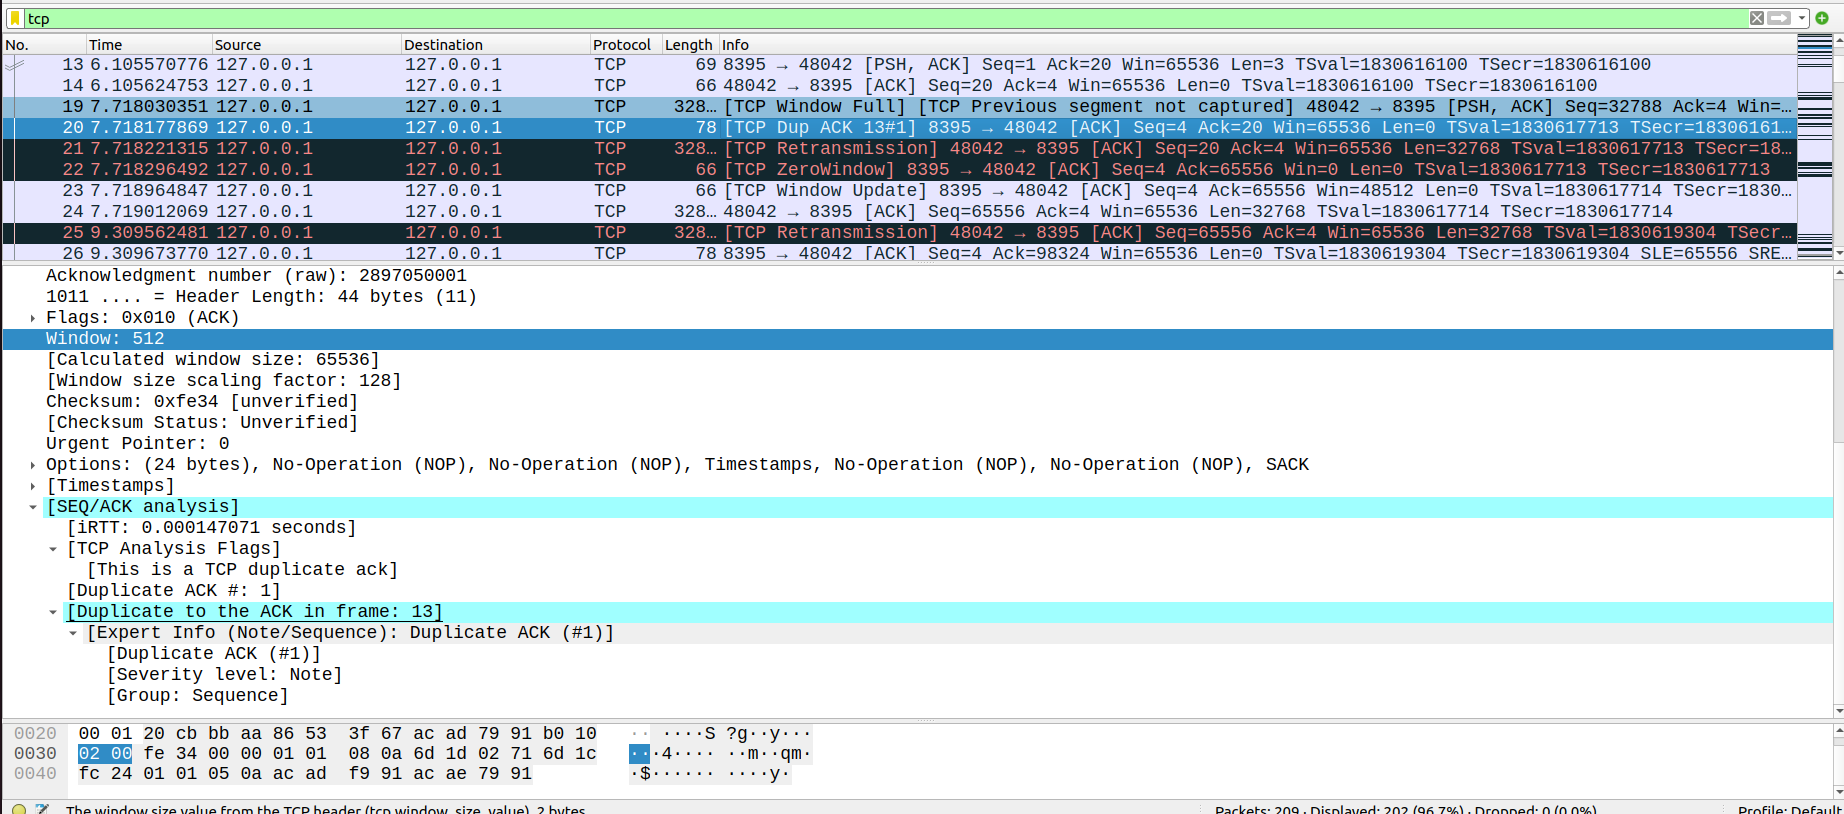 tcp
No. Time Source Destination Protocol Length Info
13 6.105570776 127.0.0.1 127.0.0.1 TCP 69 8395 → 48042 [PSH, ACK] Seq=1 Ack=20 Win=65536 Len=3 TSval=1830616100 TSecr=1830616100
14 6.105624753 127.0.0.1 127.0.0.1 TCP 66 48042 → 8395 [ACK] Seq=20 Ack=4 Win=65536 Len=0 TSval=1830616100 TSecr=1830616100
19 7.718030351 127.0.0.1 127.0.0.1 TCP 328… [TCP Window Full] [TCP Previous segment not captured] 48042 → 8395 [PSH, ACK] Seq=32788 Ack=4 Win=…
20 7.718177869 127.0.0.1 127.0.0.1 TCP 78 [TCP Dup ACK 13#1] 8395 → 48042 [ACK] Seq=4 Ack=20 Win=65536 Len=0 TSval=1830617713 TSecr=18306161…
21 7.718221315 127.0.0.1 127.0.0.1 TCP 328… [TCP Retransmission] 48042 → 8395 [ACK] Seq=20 Ack=4 Win=65536 Len=32768 TSval=1830617713 TSecr=18…
22 7.718296492 127.0.0.1 127.0.0.1 TCP 66 [TCP ZeroWindow] 8395 → 48042 [ACK] Seq=4 Ack=65556 Win=0 Len=0 TSval=1830617713 TSecr=1830617713
23 7.718964847 127.0.0.1 127.0.0.1 TCP 66 [TCP Window Update] 8395 → 48042 [ACK] Seq=4 Ack=65556 Win=48512 Len=0 TSval=1830617714 TSecr=1830…
24 7.719012069 127.0.0.1 127.0.0.1 TCP 328… 48042 → 8395 [ACK] Seq=65556 Ack=4 Win=65536 Len=32768 TSval=1830617714 TSecr=1830617714
25 9.309562481 127.0.0.1 127.0.0.1 TCP 328… [TCP Retransmission] 48042 → 8395 [ACK] Seq=65556 Ack=4 Win=65536 Len=32768 TSval=1830619304 TSecr…
26 9.309673770 127.0.0.1 127.0.0.1 TCP 78 8395 → 48042 [ACK] Seq=4 Ack=98324 Win=65536 Len=0 TSval=1830619304 TSecr=1830619304 SLE=65556 SRE…
Acknowledgment number (raw): 2897050001
1011 .... = Header Length: 44 bytes (11)
Flags: 0x010 (ACK)
Window: 512
[Calculated window size: 65536]
[Window size scaling factor: 128]
Checksum: 0xfe34 [unverified]
[Checksum Status: Unverified]
Urgent Pointer: 0
Options: (24 bytes), No-Operation (NOP), No-Operation (NOP), Timestamps, No-Operation (NOP), No-Operation (NOP), SACK
[Timestamps]
[SEQ/ACK analysis]
[iRTT: 0.000147071 seconds]
[TCP Analysis Flags]
[This is a TCP duplicate ack]
[Duplicate ACK #: 1]
[Duplicate to the ACK in frame: 13]
[Expert Info (Note/Sequence): Duplicate ACK (#1)]
[Duplicate ACK (#1)]
[Severity level: Note]
[Group: Sequence]
0020 00 01 20 cb bb aa 86 53 3f 67 ac ad 79 91 b0 10 ·· ····S ?g··y···
0030 02 00 fe 34 00 00 01 01 08 0a 6d 1d 02 71 6d 1c ···4···· ··m··qm·
0040 fc 24 01 01 05 0a ac ad f9 91 ac ae 79 91 ·$······ ····y·
The window size value from the TCP header (tcp.window_size_value), 2 bytes Packets: 209 · Displayed: 202 (96.7%) · Dropped: 0 (0.0%) Profile: Default